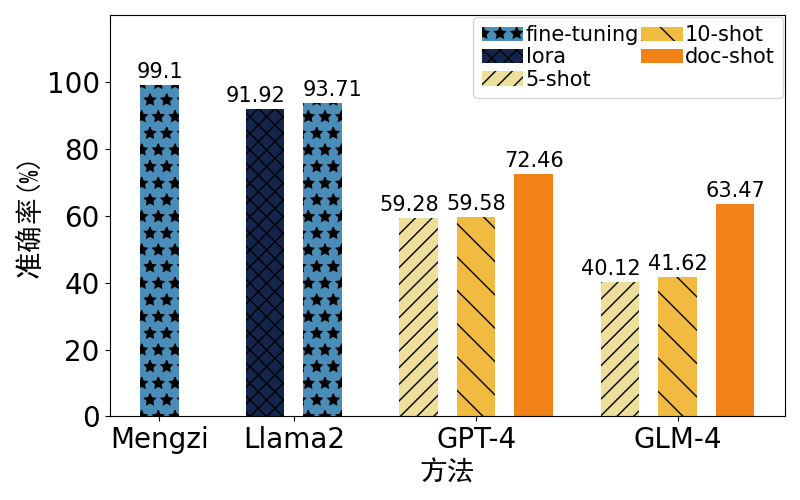 fine-tuning
lora
5-shot
10-shot
doc-shot
99.1
91.92
93.71
59.28
59.58
72.46
40.12
41.62
63.47
100
80
60
40
20
0
准确率 (%)
Mengzi
Llama2
GPT-4
GLM-4
方法